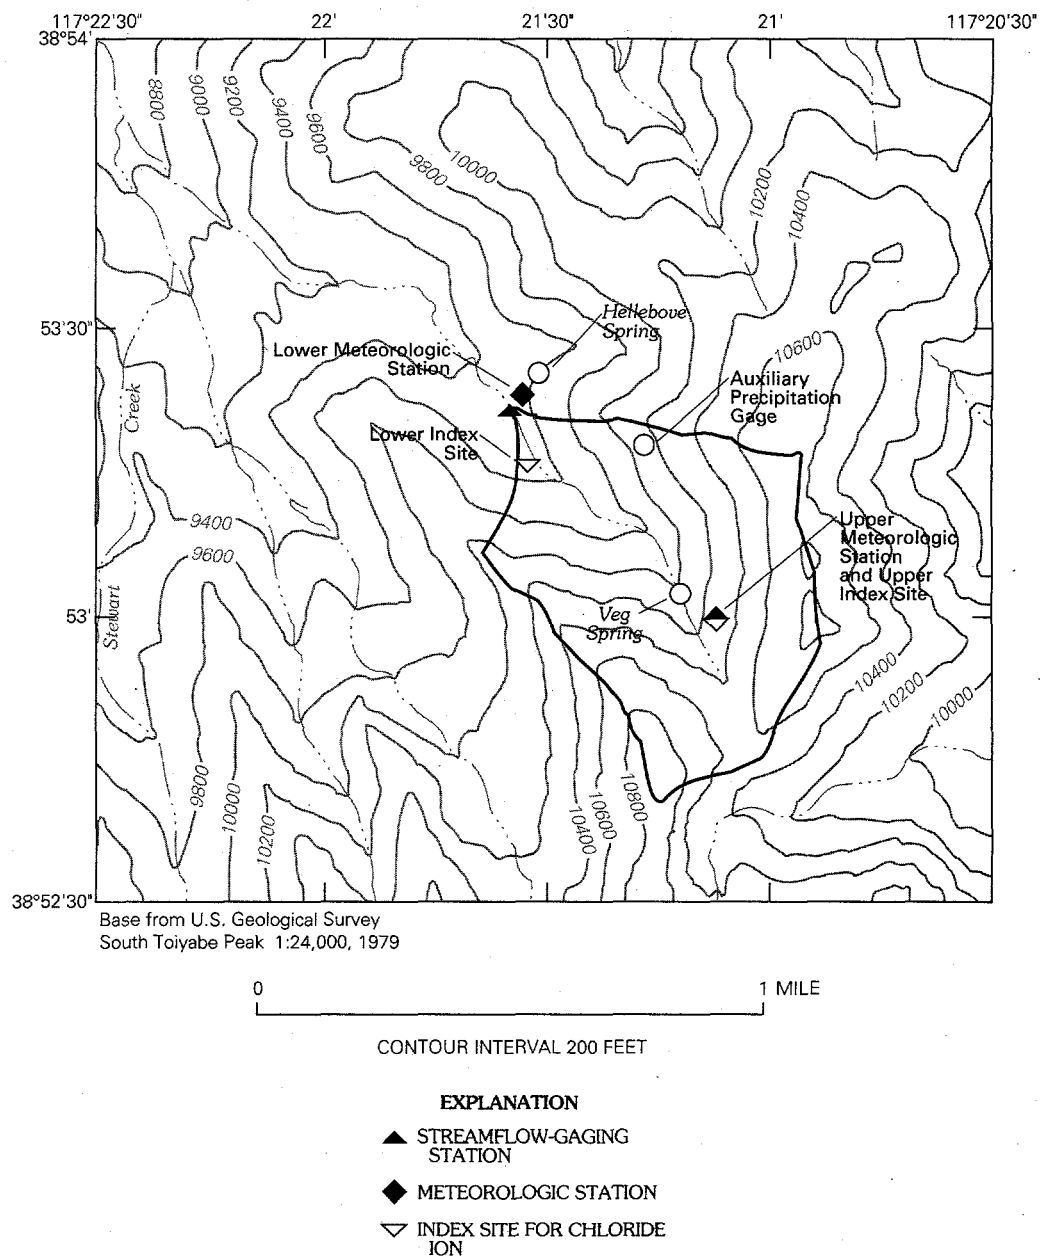 117°22'30" 22' 21'30" 21' 117°20'30"
38°54'
8800
9000
9200
9400
9600
9800
10000
10200
10400
Hellebove
Spring
53'30"
Lower Meteorologic
Station
10600
Auxiliary
Precipitation
Gage
Creek
Lower Index
Site
9400
9600
Upper
Meteorologic
Station
and Upper
Index Site
53'
Stewart
Veg
Spring
10400
10200
10000
9800
10000
10200
10400
10600
10800
38°52'30"
Base from U.S. Geological Survey
South Toiyabe Peak 1:24,000, 1979
0 1 MILE
CONTOUR INTERVAL 200 FEET
EXPLANATION
STREAMFLOW-GAGING
STATION
METEOROLOGIC STATION
INDEX SITE FOR CHLORIDE
ION